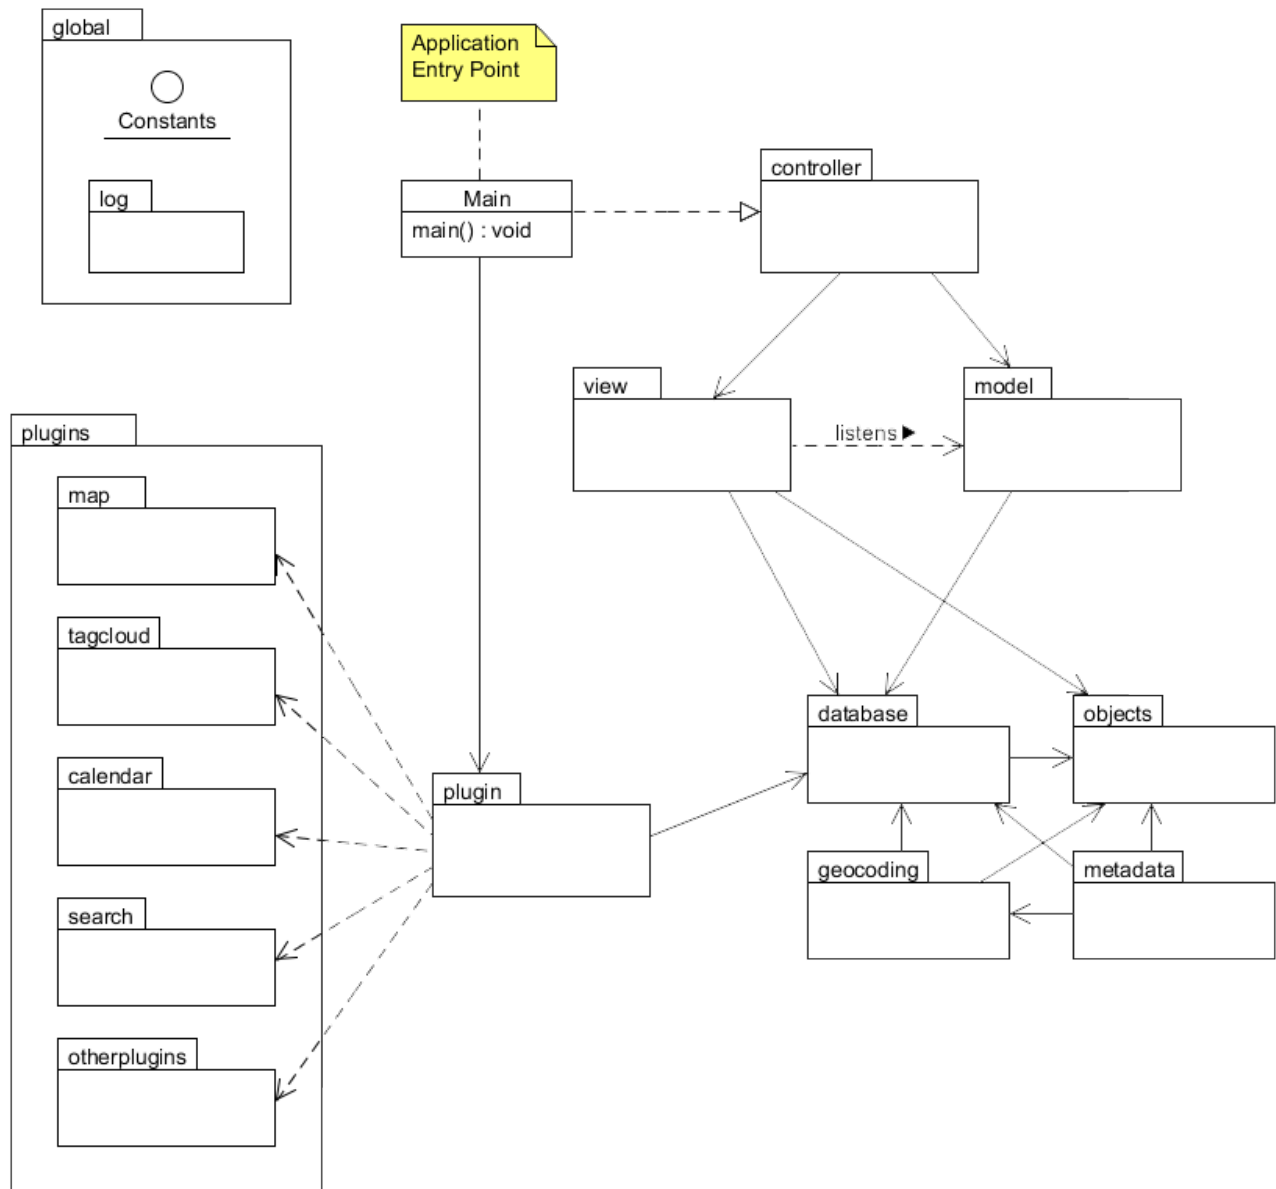 global
Constants
log
Application
Entry Point
Main
main() : void
controller
view
listens
model
plugins
map
tagcloud
calendar
search
otherplugins
plugin
database
objects
geocoding
metadata